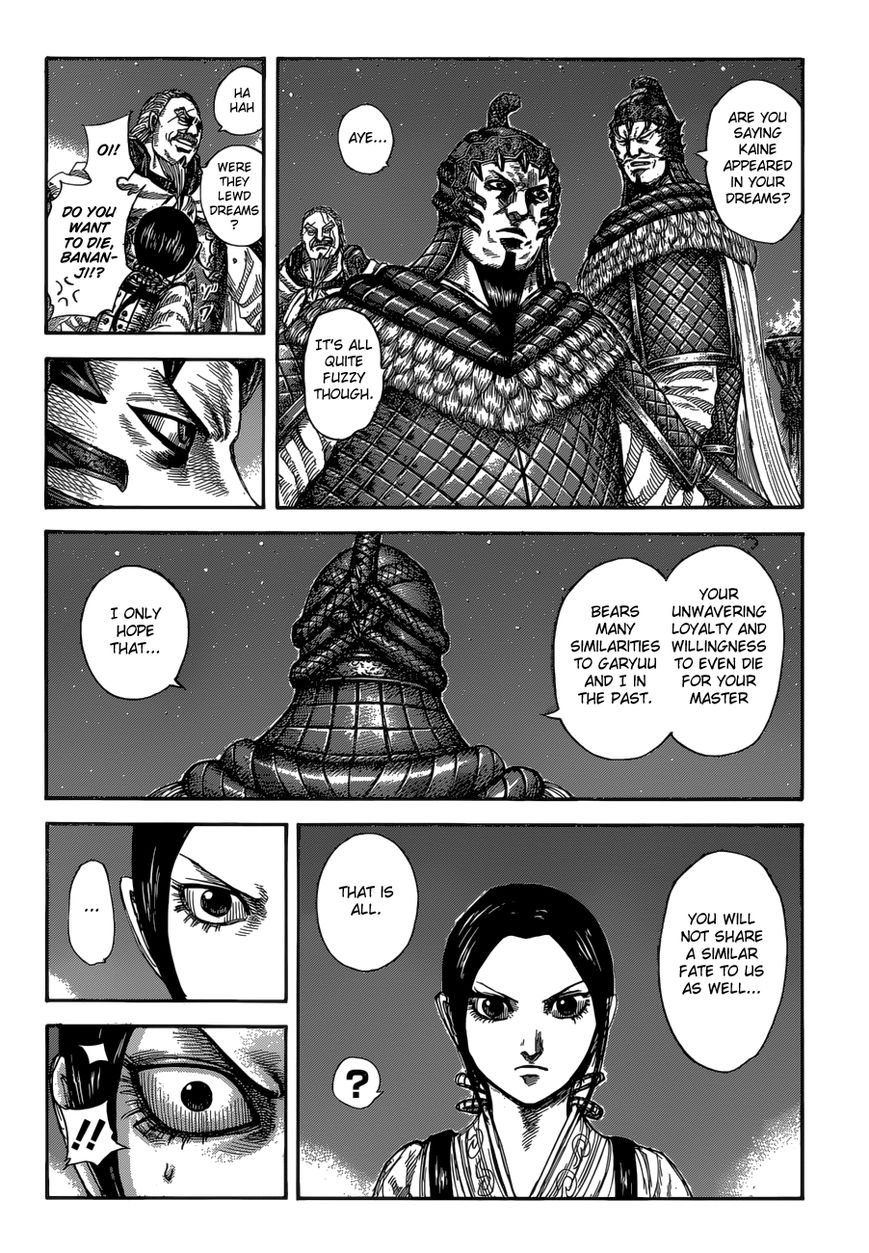 ARE YOU
SAYING
KAINE
APPEARED
IN YOUR
DREAMS?
AYE...
IT'S ALL
QUITE
FUZZY
THOUGH.
HA
HAH
WERE
THEY
LEWD
DREAMS
?
OI!
DO YOU
WANT
TO DIE,
BANAN-
JI!?
YOUR
UNWAVERING
LOYALTY AND
WILLINGNESS
TO EVEN DIE
FOR YOUR
MASTER
BEARS
MANY
SIMILARITIES
TO GARYUU
AND I IN
THE PAST.
I ONLY
HOPE
THAT...
YOU WILL
NOT SHARE
A SIMILAR
FATE TO US
AS WELL...
THAT IS
ALL.
?
...
!!